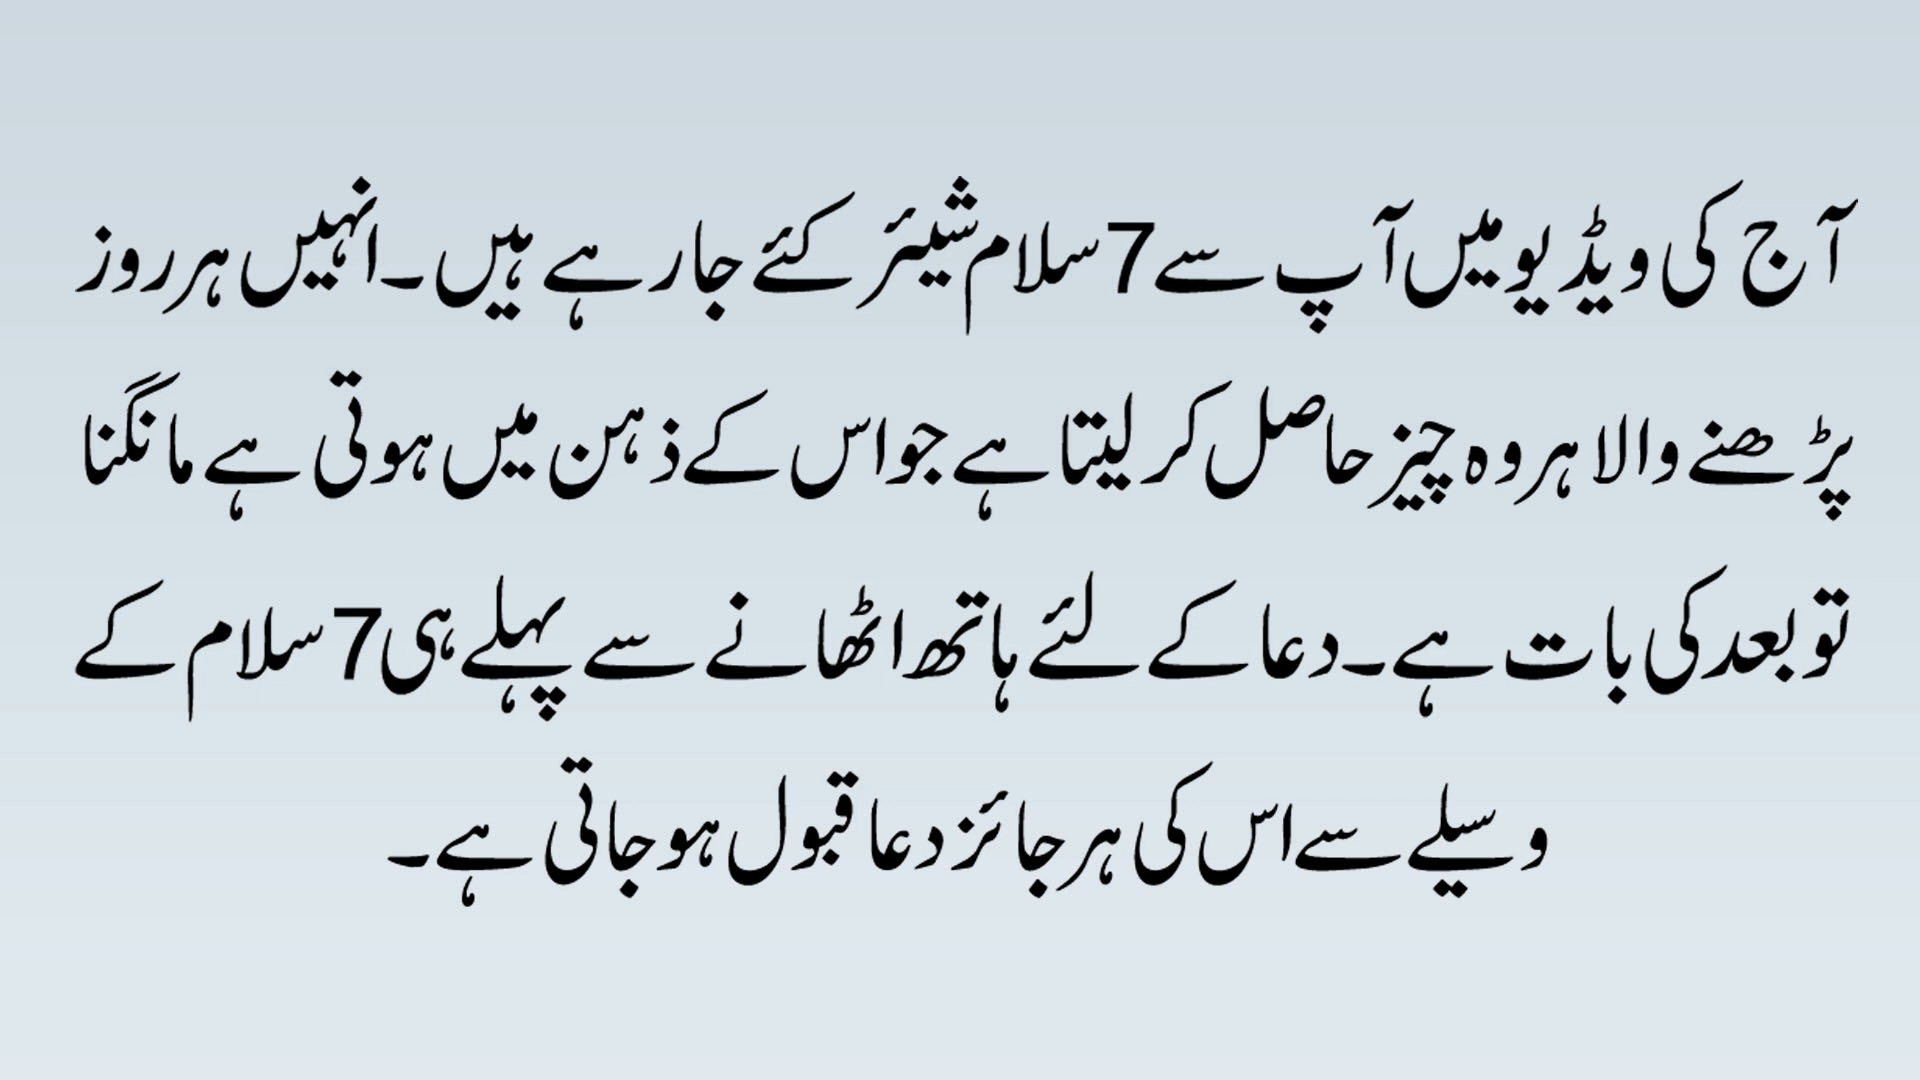 آج کی ویڈیو میں آپ سے 7 سلام شیئر کئے جا رہے ہیں۔ انہیں ہر روز
پڑھنے والا ہر وہ چیز حاصل کر لیتا ہے جو اس کے ذہن میں ہوتی ہے مانگنا
تو بعد کی بات ہے۔ دعا کے لئے ہاتھ اٹھانے سے پہلے ہی 7 سلام کے
وسیلے سے اس کی ہر جائز دعا قبول ہو جاتی ہے۔